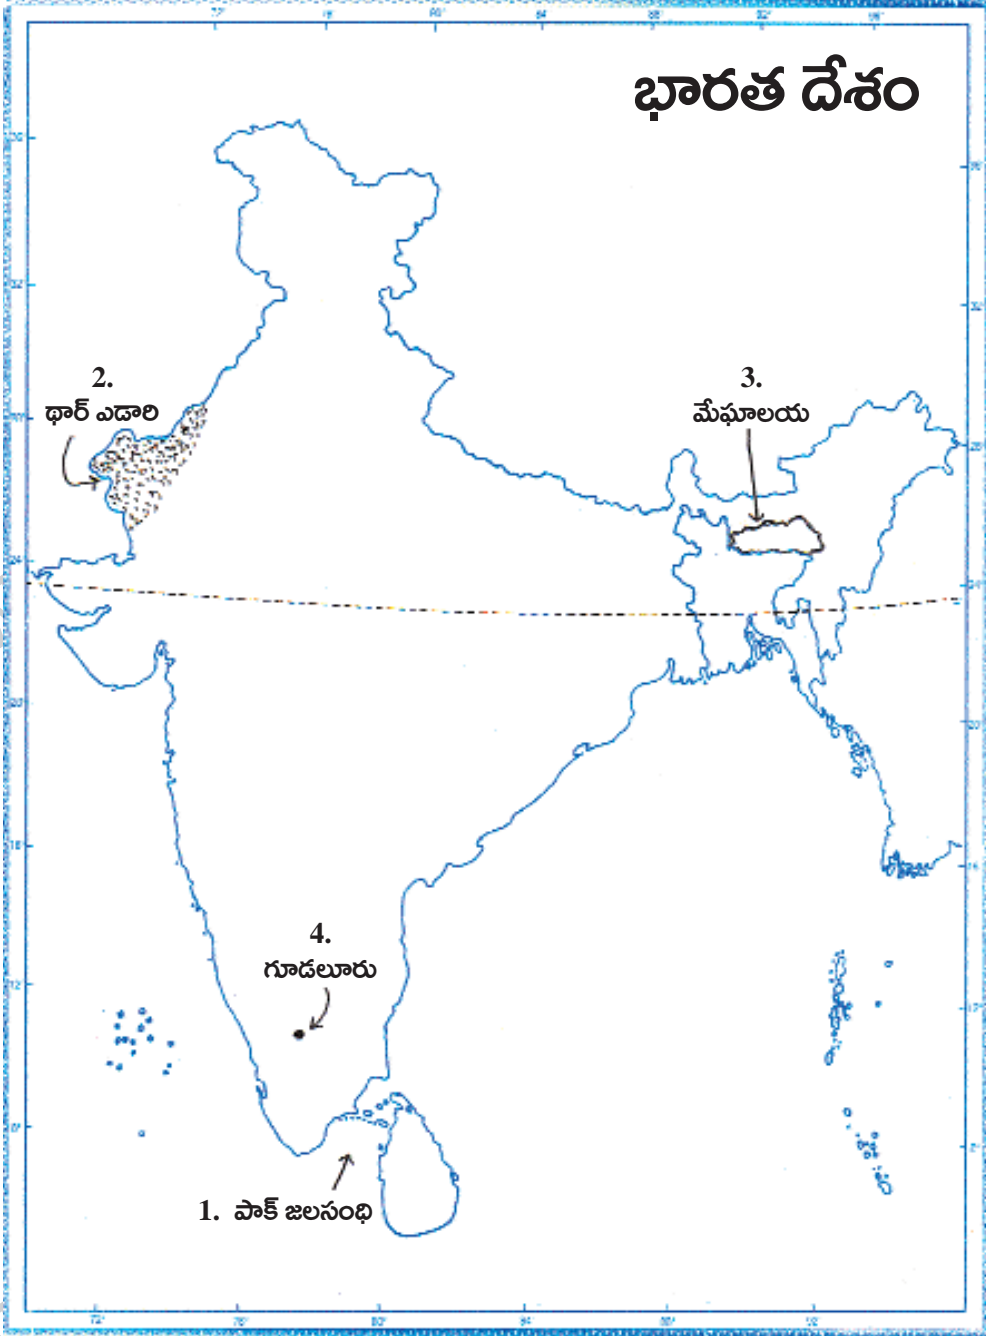 భారత దేశం
2.
థార్ ఎడారి
3.
మేఘాలయ
4.
గూడలూరు
1. పాక్ జలసంధి